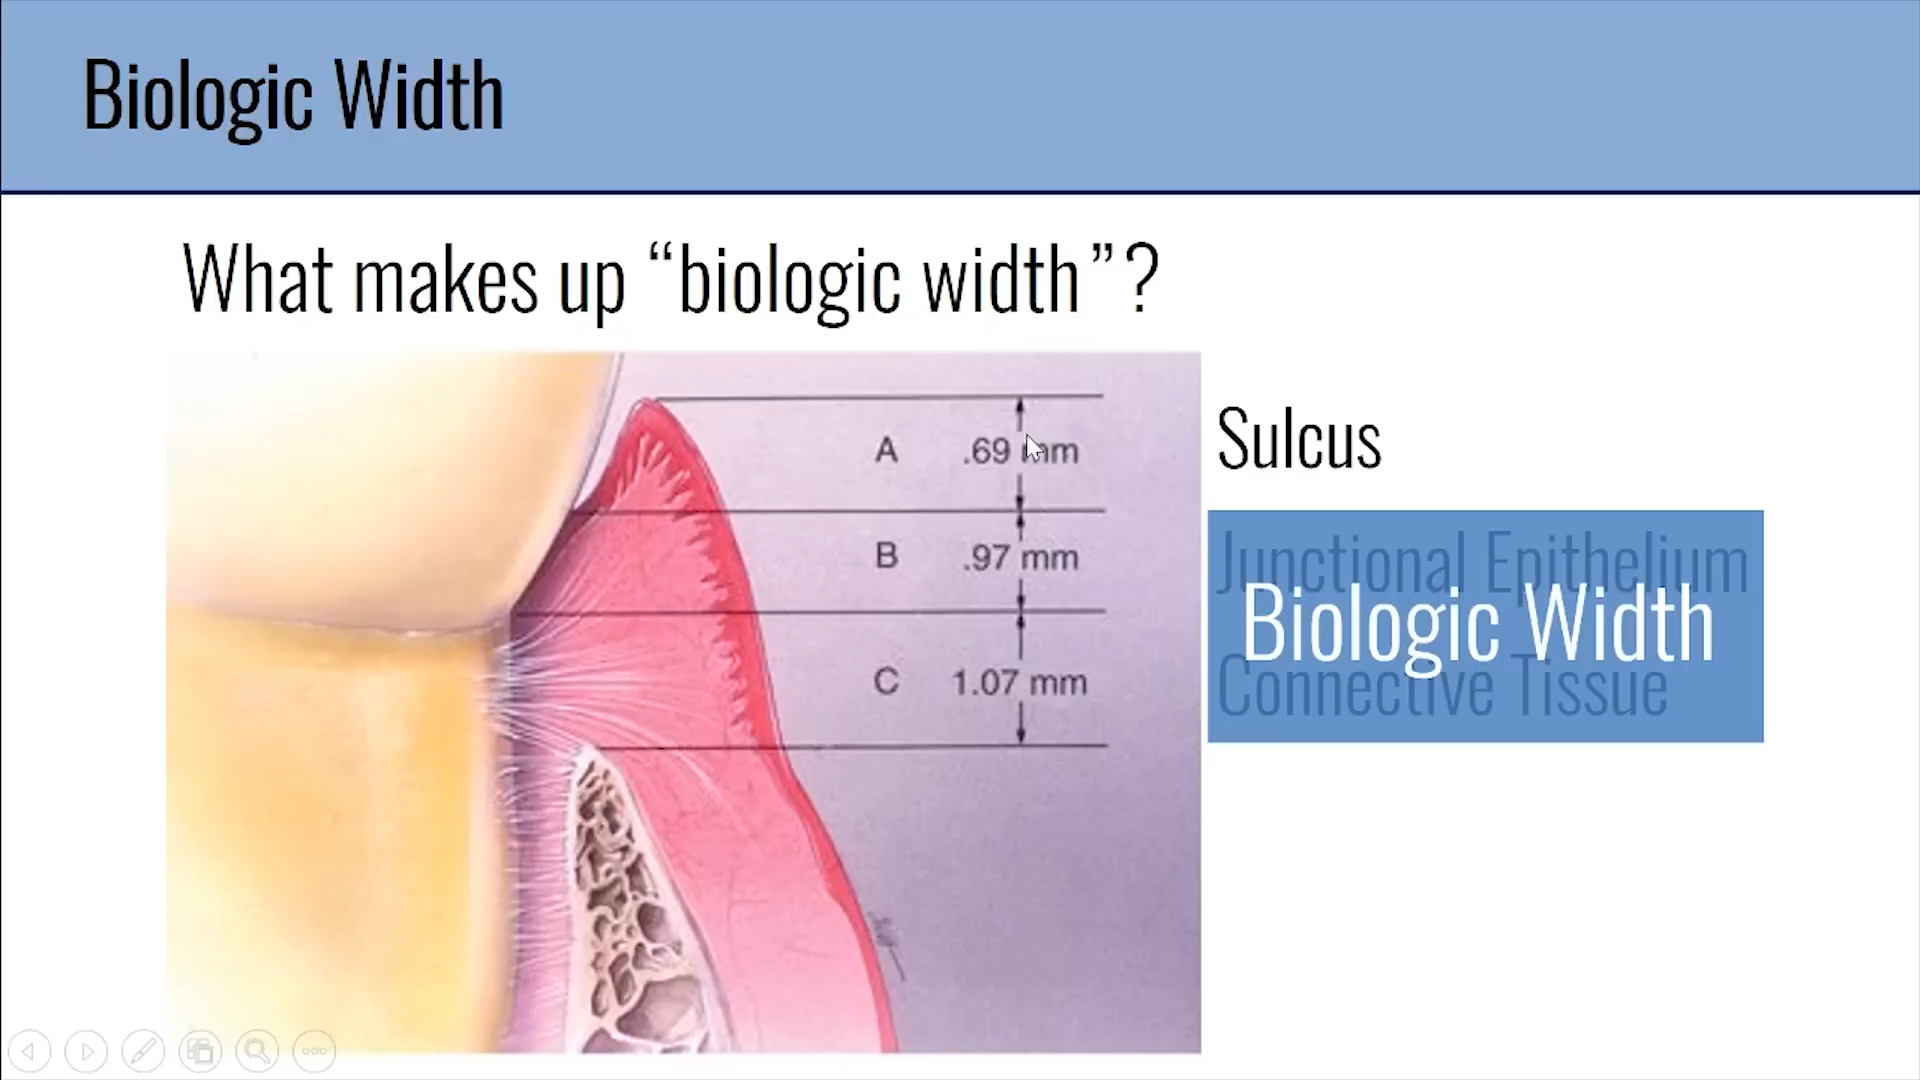 Biologic Width
What makes up “biologic width”?
A .69 mm
Sulcus
B .97 mm
Junctional Epithelium
Biologic Width
C 1.07 mm
Connective Tissue